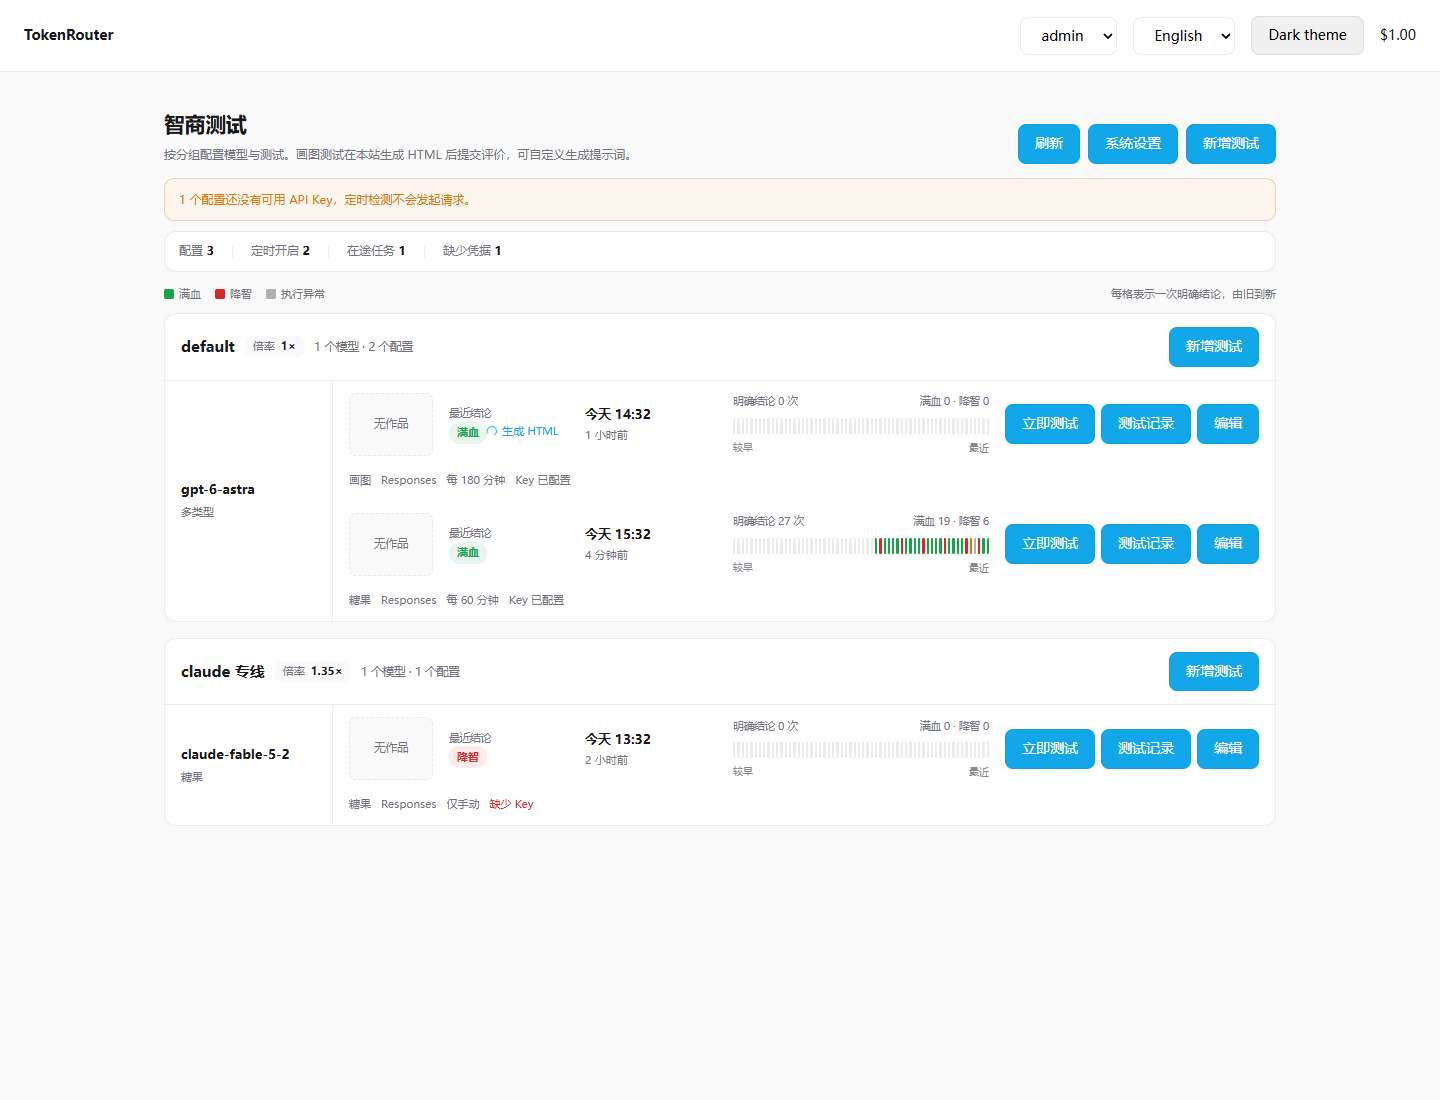 TokenRouter admin English Dark theme $1.00
智商测试
按分组配置模型与测试。画图测试在本站生成 HTML 后提交评价，可自定义生成提示词。
刷新 系统设置 新增测试
1 个配置还没有可用 API Key，定时检测不会发起请求。
配置 3 定时开启 2 在途任务 1 缺少凭据 1
满血 降智 执行异常 每格表示一次明确结论，由旧到新
default 倍率 1× 1 个模型 · 2 个配置 新增测试
gpt-6-astra
多类型
无作品
最近结论
满血 生成 HTML
今天 14:32
1 小时前
明确结论 0 次 满血 0 · 降智 0
较早 最近
立即测试 测试记录 编辑
画图 Responses 每 180 分钟 Key 已配置
无作品
最近结论
满血
今天 15:32
4 分钟前
明确结论 27 次 满血 19 · 降智 6
较早 最近
立即测试 测试记录 编辑
糖果 Responses 每 60 分钟 Key 已配置
claude 专线 倍率 1.35× 1 个模型 · 1 个配置 新增测试
claude-fable-5-2
糖果
无作品
最近结论
降智
今天 13:32
2 小时前
明确结论 0 次 满血 0 · 降智 0
较早 最近
立即测试 测试记录 编辑
糖果 Responses 仅手动 缺少 Key